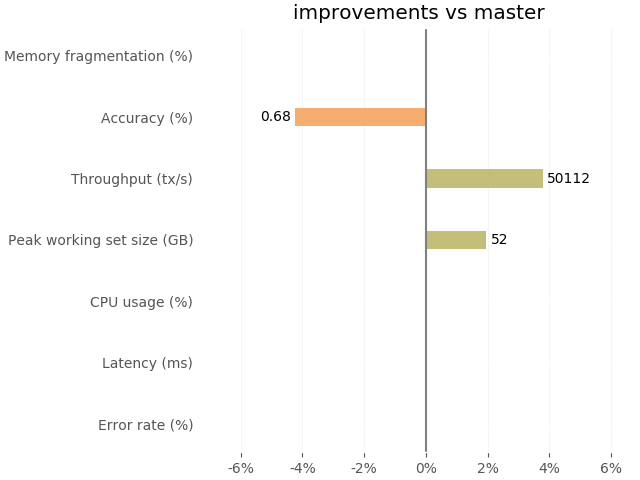 improvements vs master
Memory fragmentation (%)
Accuracy (%)
0.68
Throughput (tx/s)
50112
Peak working set size (GB)
52
CPU usage (%)
Latency (ms)
Error rate (%)
-6% -4% -2% 0% 2% 4% 6%